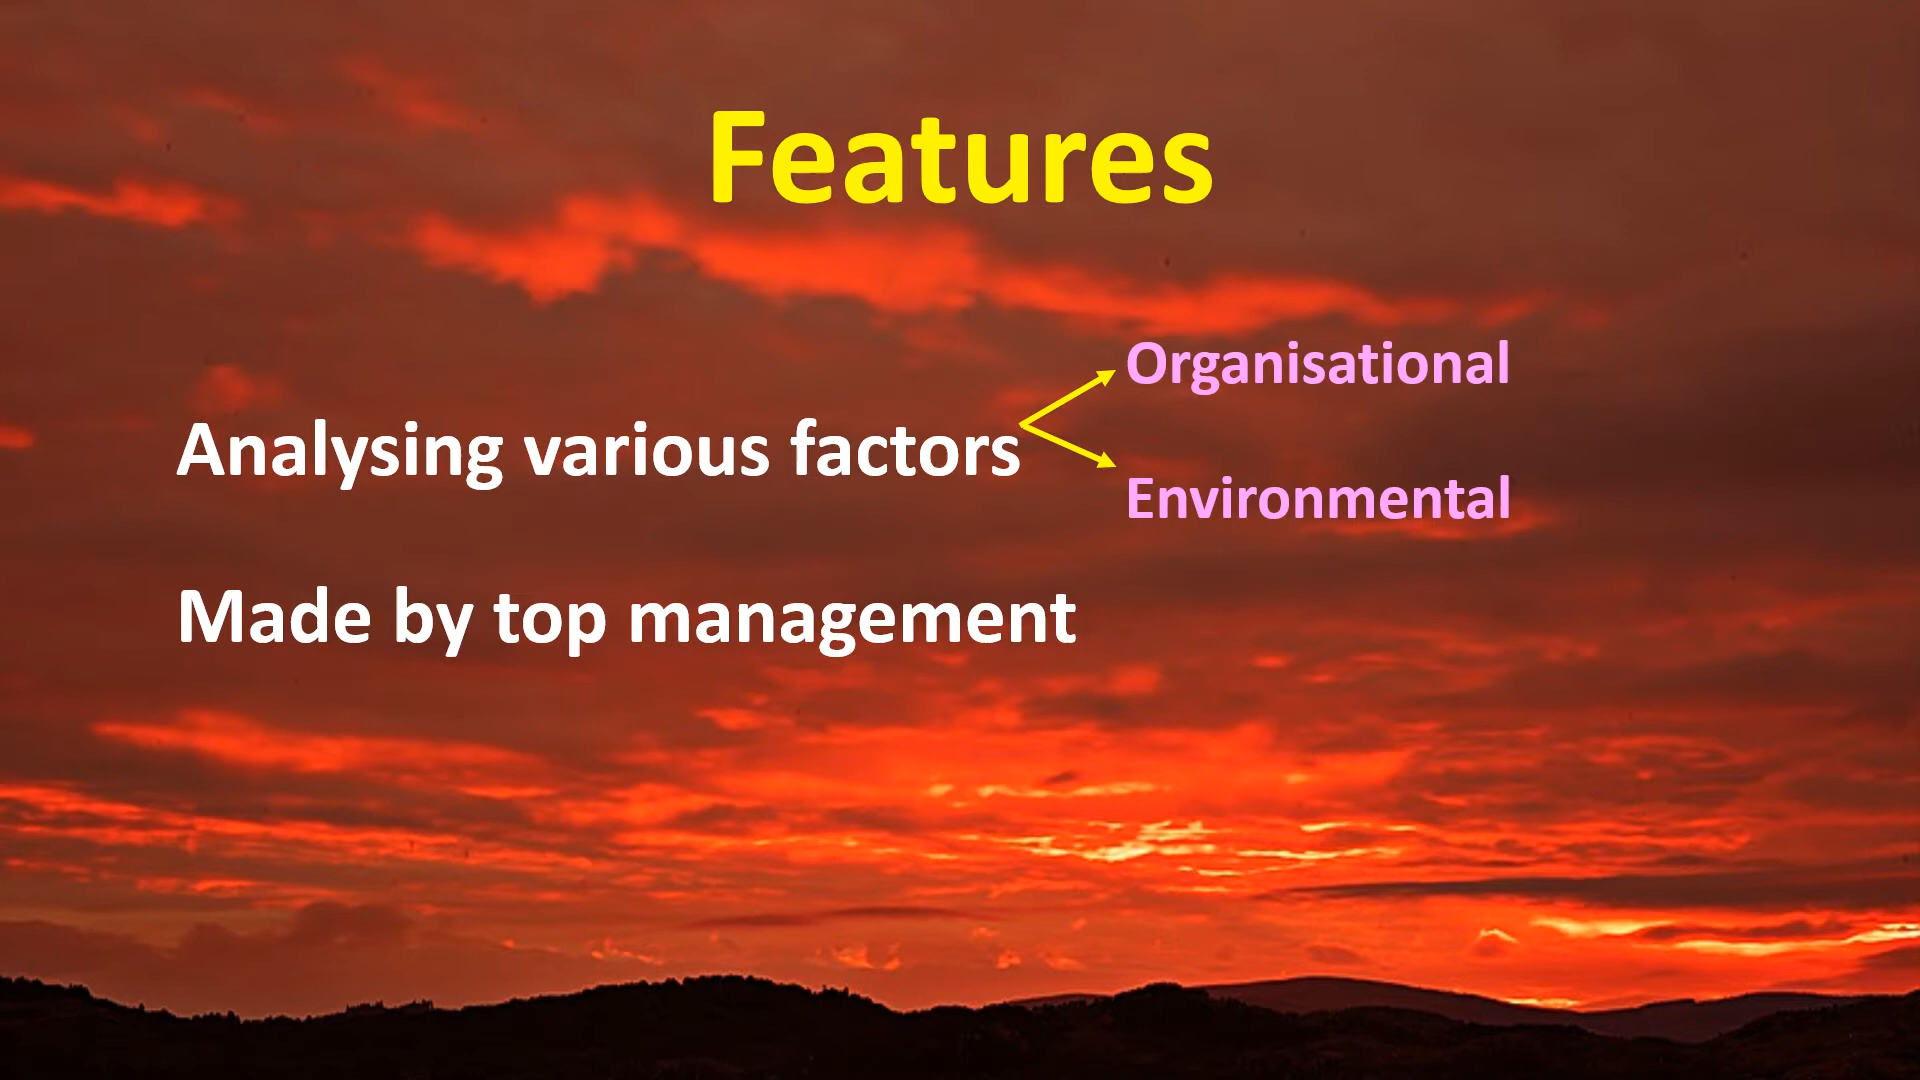 Features
Organisational
Analysing various factors
Environmental
Made by top management